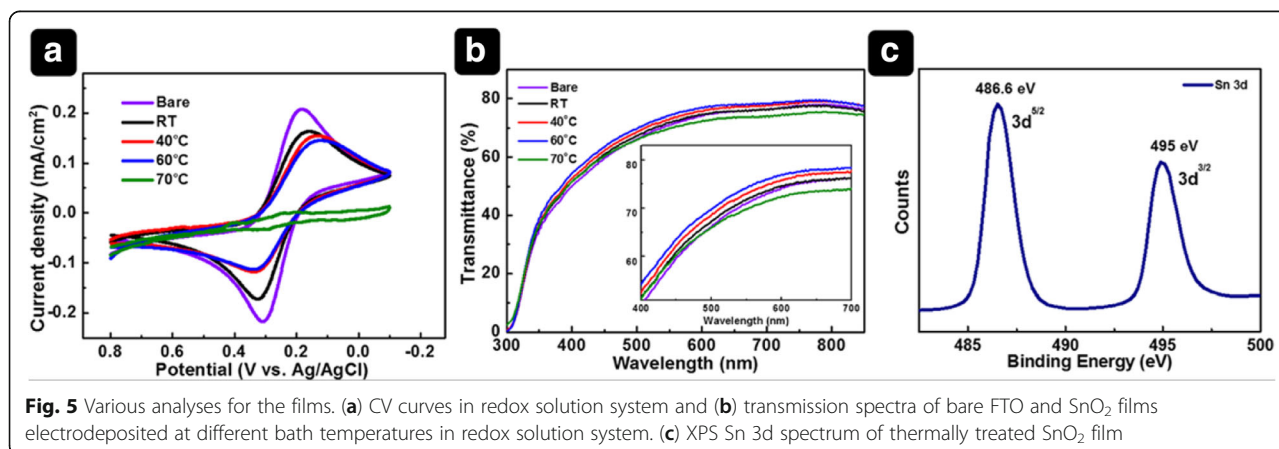 a
Current density (mA/cm²)
0.2
0.1
0.0
-0.1
-0.2
Bare
RT
40°C
60°C
70°C
0.8 0.6 0.4 0.2 0.0 -0.2
Potential (V vs. Ag/AgCl)
b
Transmittance (%)
80
60
40
20
0
Bare
RT
40°C
60°C
70°C
75
70
65
60
400 500 600 700
Wavelength (nm)
300 400 500 600 700 800
Wavelength (nm)
c
Counts
Sn 3d
486.6 eV
3d^5/2
495 eV
3d^3/2
485 490 495 500
Binding Energy (eV)
Fig. 5 Various analyses for the films. (a) CV curves in redox solution system and (b) transmission spectra of bare FTO and SnO₂ films
electrodeposited at different bath temperatures in redox solution system. (c) XPS Sn 3d spectrum of thermally treated SnO₂ film